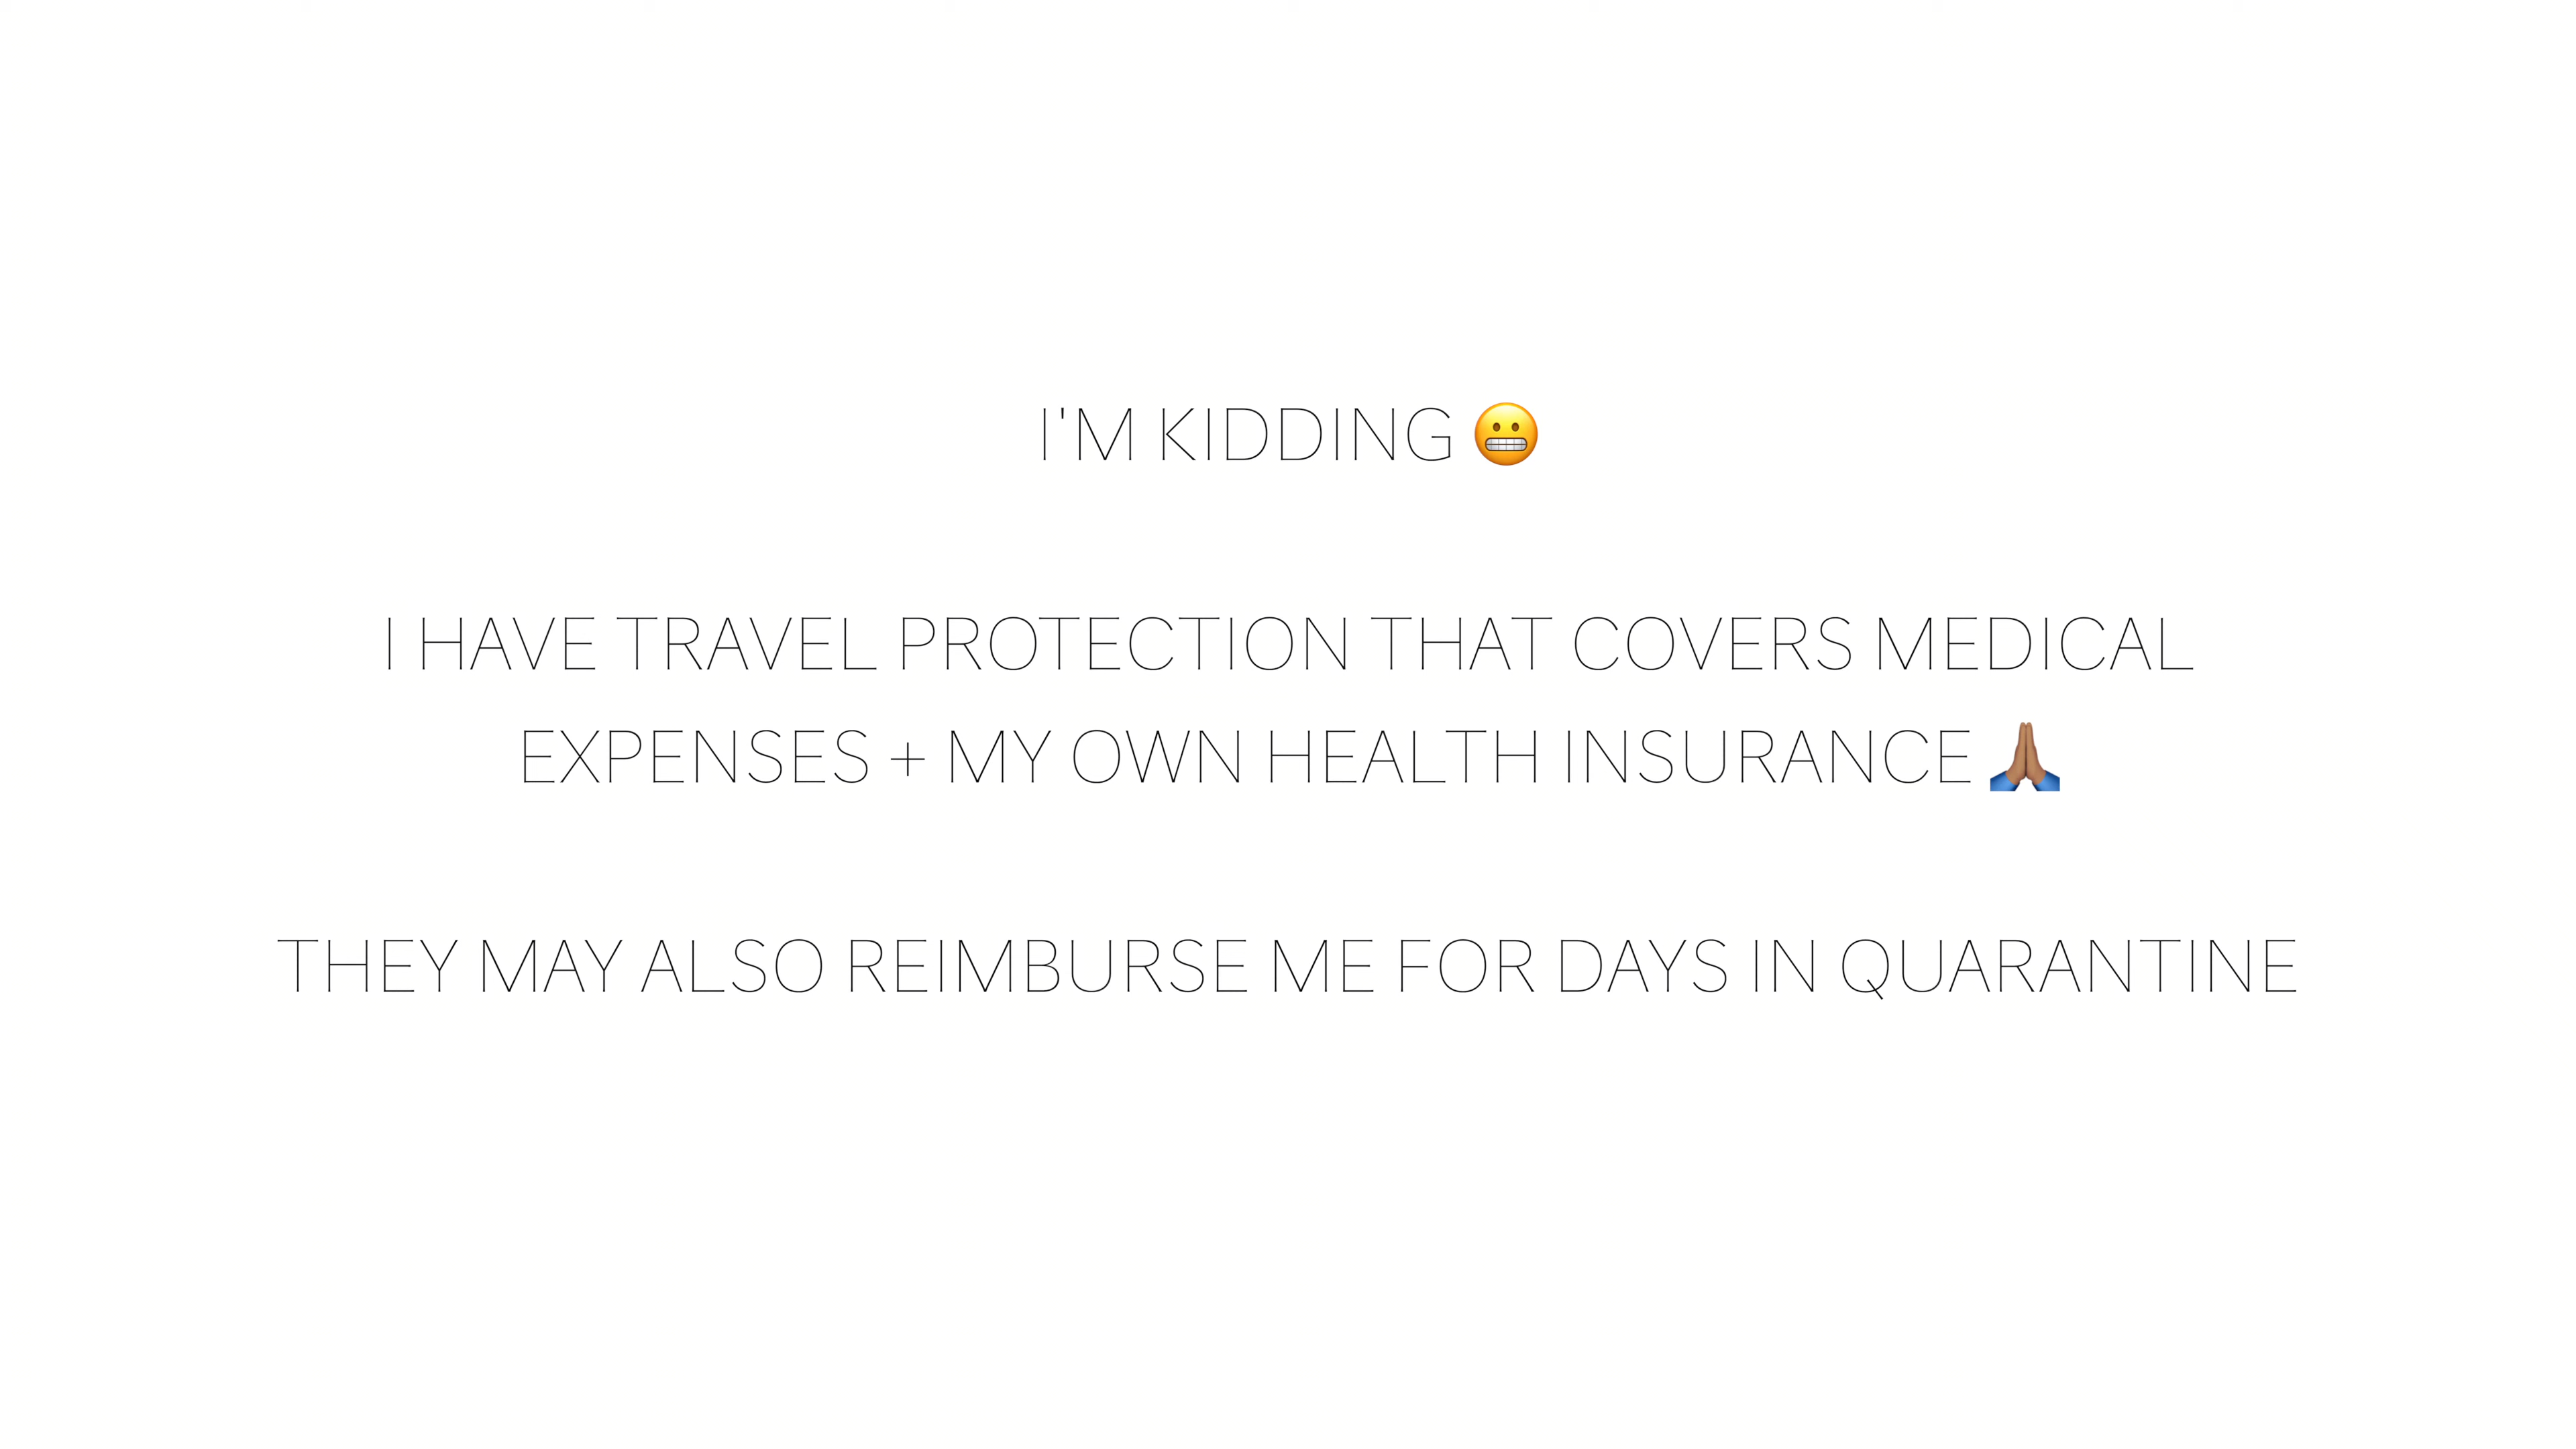 I'M KIDDING 😬
I HAVE TRAVEL PROTECTION THAT COVERS MEDICAL
EXPENSES + MY OWN HEALTH INSURANCE 🙏🏽
THEY MAY ALSO REIMBURSE ME FOR DAYS IN QUARANTINE